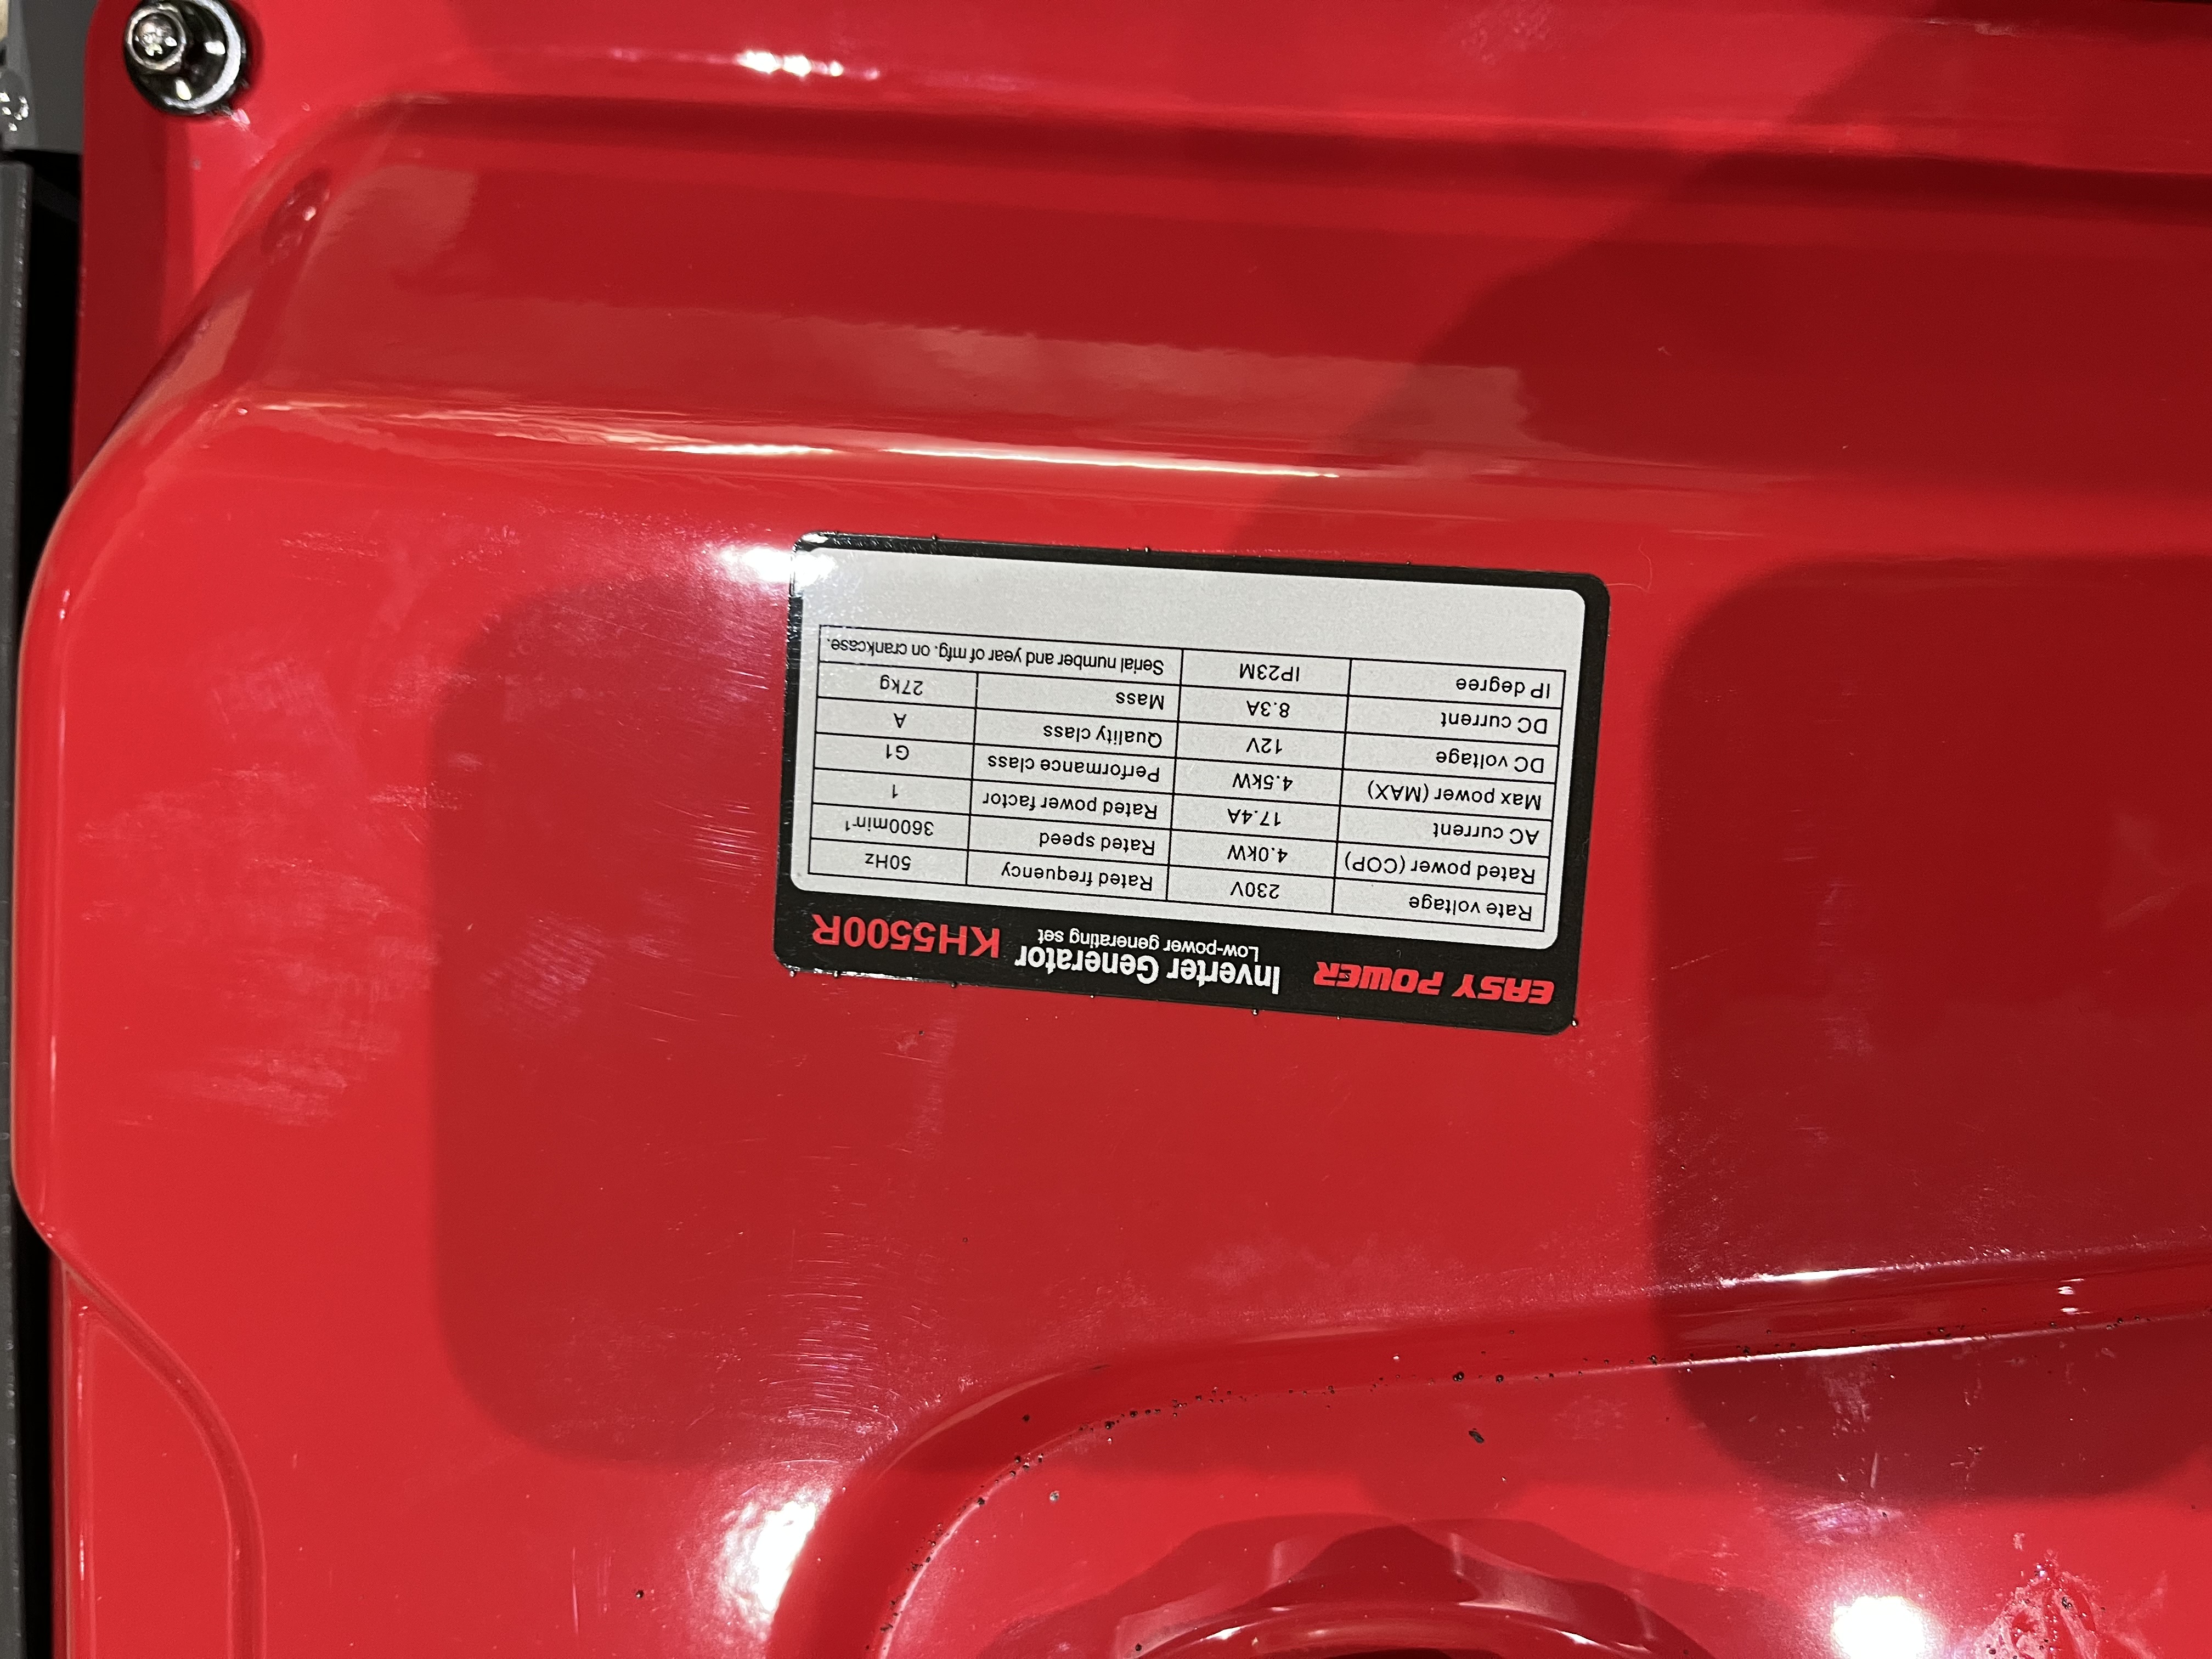 EASY POWER Inverter Generator KH5500R
Low-power generating set
Rate voltage 230V Rated frequency 50Hz
Rated power (COP) 4.0kW Rated speed 3600min⁻¹
AC current 17.4A Rated power factor 1
Max power (MAX) 4.5kW Performance class G1
DC voltage 12V Quality class A
DC current 8.3A Mass 27kg
IP degree IP23M Serial number and year of mfg. on crankcase.